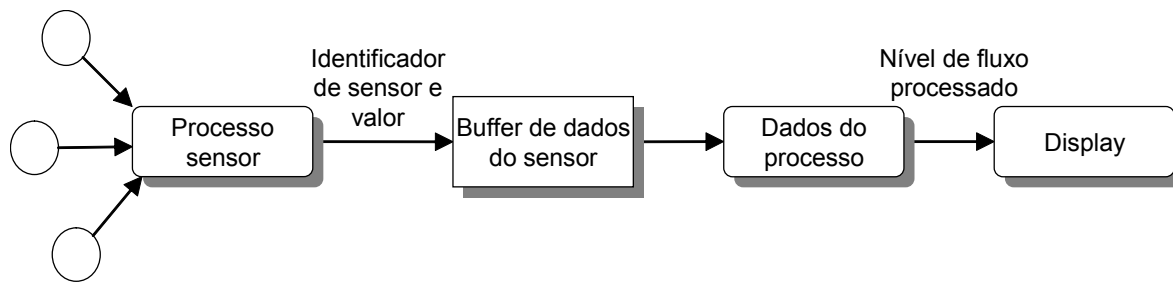 Identificador
de sensor e
valor
Nível de fluxo
processado
Processo
sensor
Buffer de dados
do sensor
Dados do
processo
Display